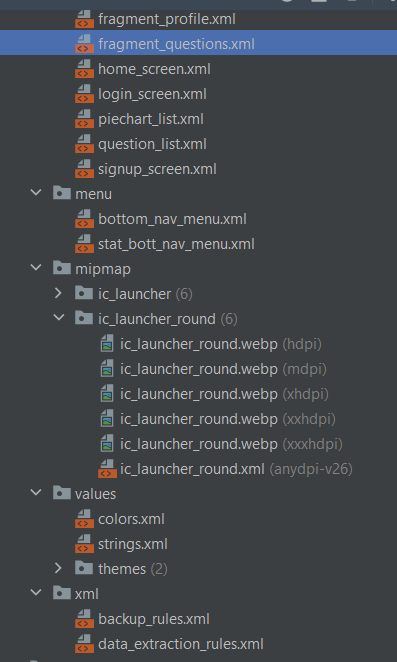 fragment_profile.xml
fragment_questions.xml
home_screen.xml
login_screen.xml
piechart_list.xml
question_list.xml
signup_screen.xml
menu
bottom_nav_menu.xml
stat_bott_nav_menu.xml
mipmap
ic_launcher (6)
ic_launcher_round (6)
ic_launcher_round.webp (hdpi)
ic_launcher_round.webp (mdpi)
ic_launcher_round.webp (xhdpi)
ic_launcher_round.webp (xxhdpi)
ic_launcher_round.webp (xxxhdpi)
ic_launcher_round.xml (anydpi-v26)
values
colors.xml
strings.xml
themes (2)
xml
backup_rules.xml
data_extraction_rules.xml